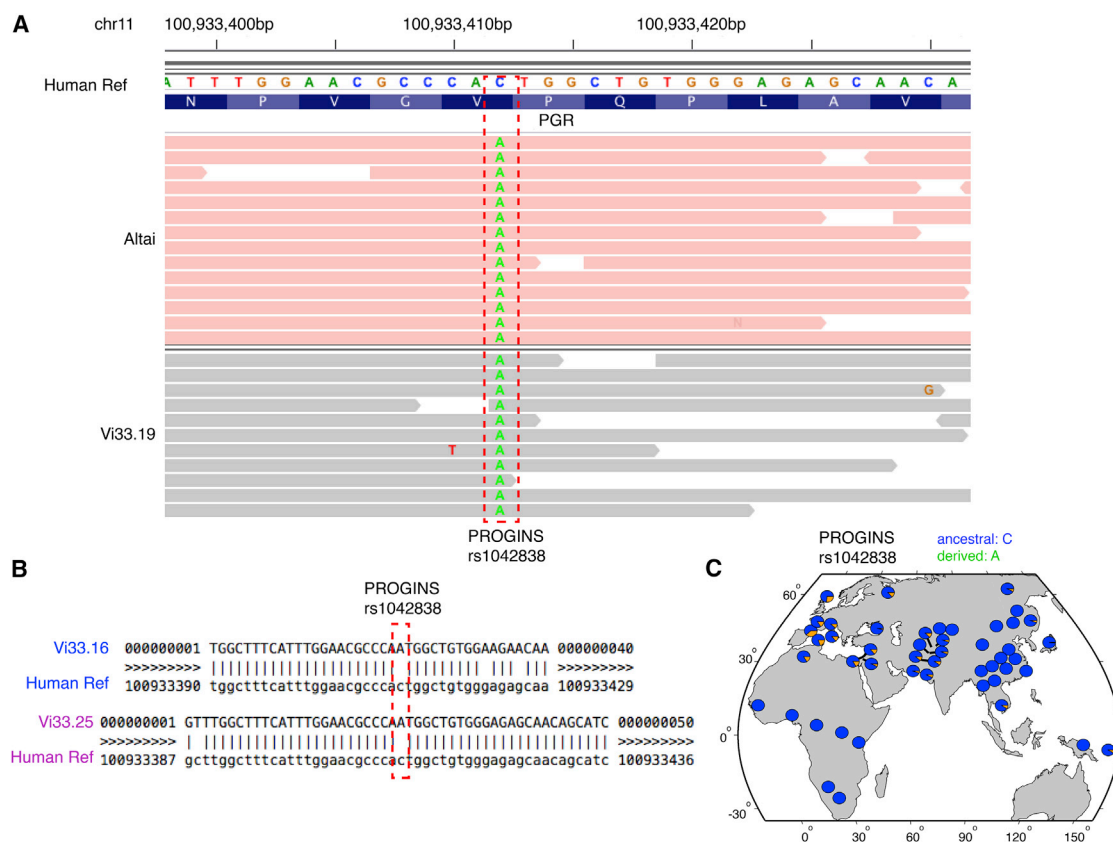 A
chr11
100,933,400bp 100,933,410bp 100,933,420bp
Human Ref
A T T T G G A A C G C C C A C T G G C T G T G G G A G A G C A A C A
N P V G V P Q P L A V
PGR
Altai
A
A
A
A
A
A
A
A
A
A
A
A
A N
A
Vi33.19
A
A
A G
A
A
A
T A
A
A
A
A
PROGINS
rs1042838
B
PROGINS
rs1042838
Vi33.16 000000001 TGGCTTTCATTTGGAACGCCCAATGGCTGTGGAAGAACAA 000000040
>>>>>>>>> |||||||||||||||||||||| ||||||||| ||| ||| >>>>>>>>>
Human Ref 100933390 tggctttcatttggaacgcccactggctgtgggagagcaa 100933429
Vi33.25 000000001 GTTTGGCTTTCATTTGGAACGCCCAATGGCTGTGGGAGAGCAACAGCATC 000000050
>>>>>>>>> | ||||||||||||||||||||||| ||||||||||||||||||||||| >>>>>>>>>
Human Ref 100933387 gcttggctttcatttggaacgcccactggctgtgggagagcaacagcatc 100933436
C
PROGINS
rs1042838
ancestral: C
derived: A
60°
30°
0°
-30°
0 30° 60° 90° 120° 150°